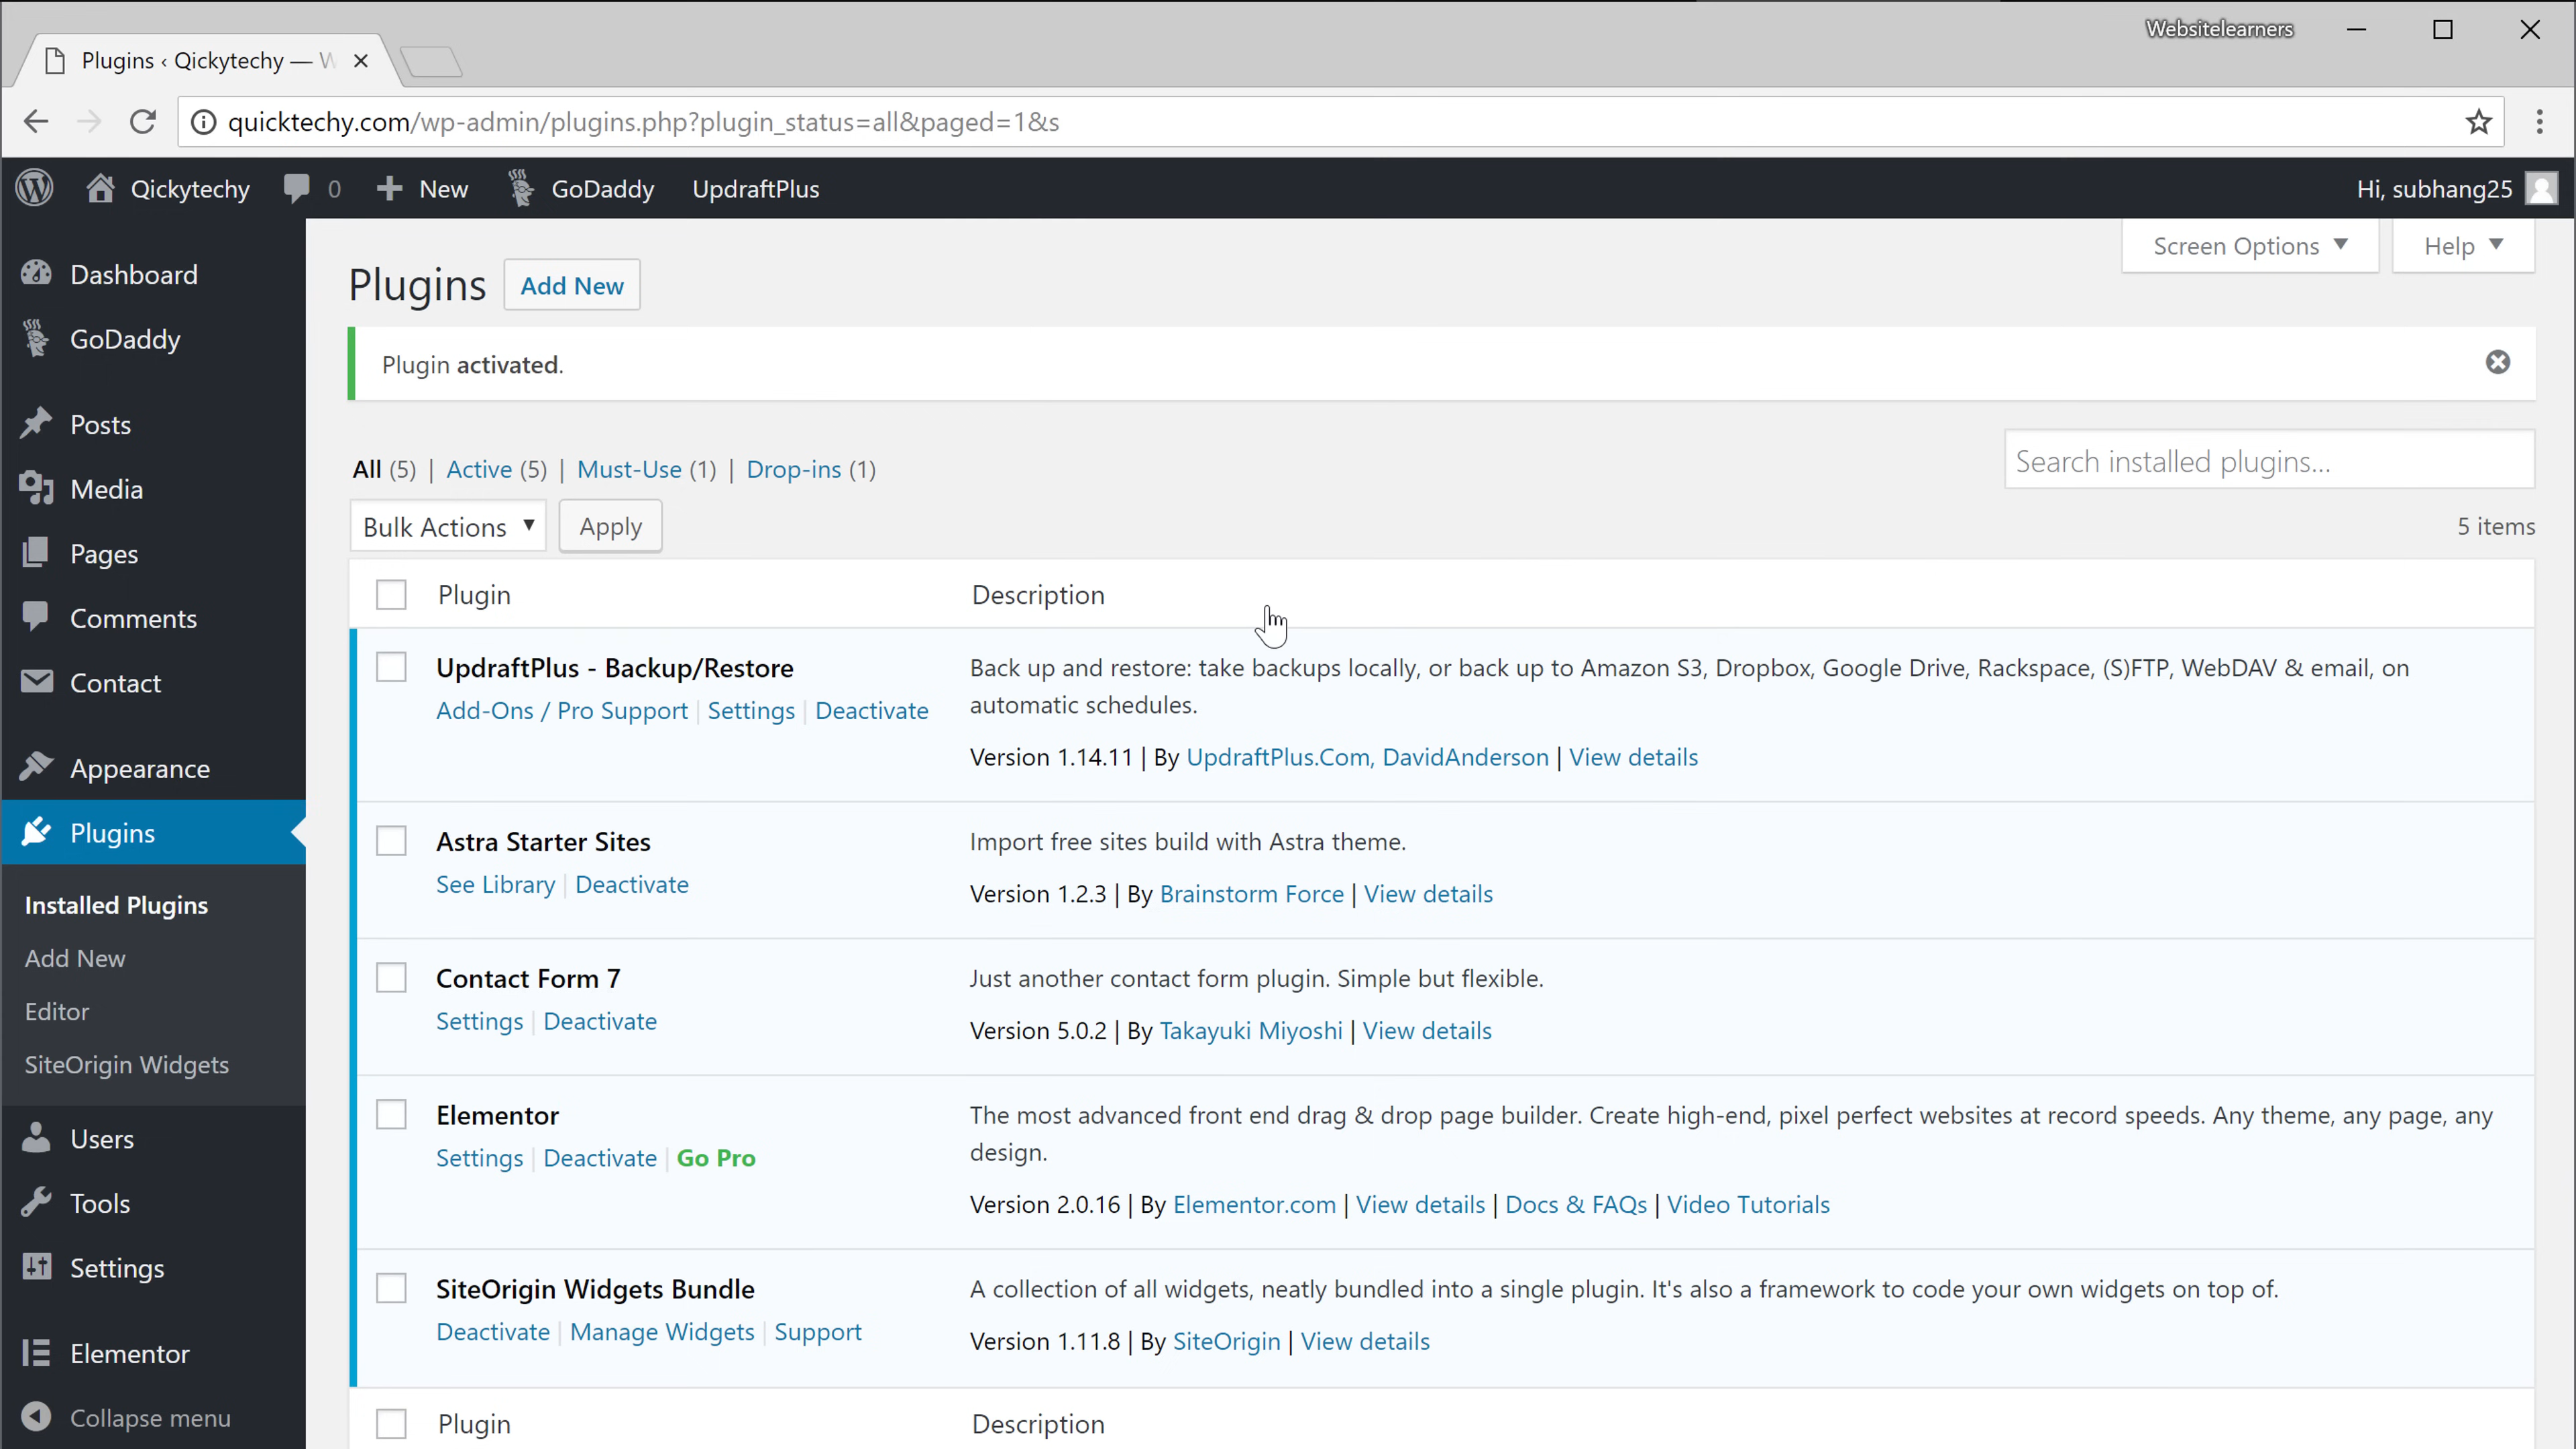 Websitelearners
Plugins ‹ Qickytechy — W
quicktechy.com/wp-admin/plugins.php?plugin_status=all&paged=1&s
Qickytechy 0 New GoDaddy UpdraftPlus Hi, subhang25
Dashboard
GoDaddy
Posts
Media
Pages
Comments
Contact
Appearance
Plugins
Installed Plugins
Add New
Editor
SiteOrigin Widgets
Users
Tools
Settings
Elementor
Collapse menu
Screen Options Help
Plugins Add New
Plugin activated.
All (5) | Active (5) | Must-Use (1) | Drop-ins (1)
Search installed plugins...
Bulk Actions Apply 5 items
Plugin Description
UpdraftPlus - Backup/Restore
Add-Ons / Pro Support | Settings | Deactivate
Back up and restore: take backups locally, or back up to Amazon S3, Dropbox, Google Drive, Rackspace, (S)FTP, WebDAV & email, on
automatic schedules.
Version 1.14.11 | By UpdraftPlus.Com, DavidAnderson | View details
Astra Starter Sites
See Library | Deactivate
Import free sites build with Astra theme.
Version 1.2.3 | By Brainstorm Force | View details
Contact Form 7
Settings | Deactivate
Just another contact form plugin. Simple but flexible.
Version 5.0.2 | By Takayuki Miyoshi | View details
Elementor
Settings | Deactivate | Go Pro
The most advanced front end drag & drop page builder. Create high-end, pixel perfect websites at record speeds. Any theme, any page, any
design.
Version 2.0.16 | By Elementor.com | View details | Docs & FAQs | Video Tutorials
SiteOrigin Widgets Bundle
Deactivate | Manage Widgets | Support
A collection of all widgets, neatly bundled into a single plugin. It's also a framework to code your own widgets on top of.
Version 1.11.8 | By SiteOrigin | View details
Plugin Description